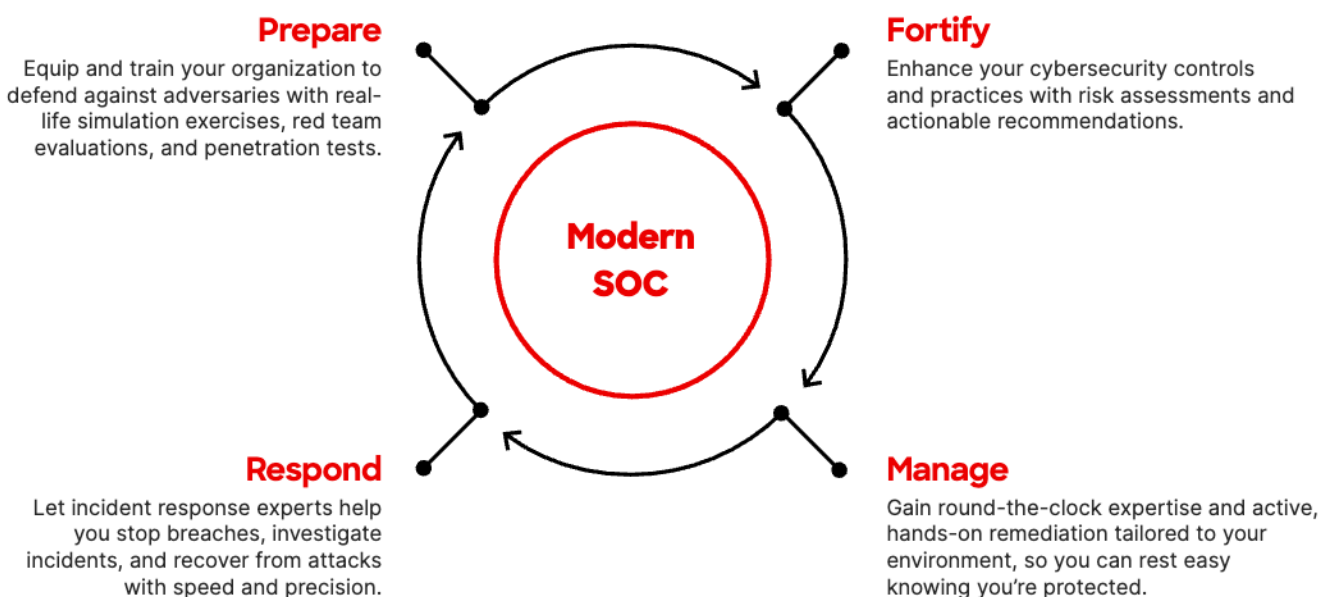 Prepare
Equip and train your organization to
defend against adversaries with real-
life simulation exercises, red team
evaluations, and penetration tests.
Fortify
Enhance your cybersecurity controls
and practices with risk assessments and
actionable recommendations.
Modern
SOC
Respond
Let incident response experts help
you stop breaches, investigate
incidents, and recover from attacks
with speed and precision.
Manage
Gain round-the-clock expertise and active,
hands-on remediation tailored to your
environment, so you can rest easy
knowing you’re protected.